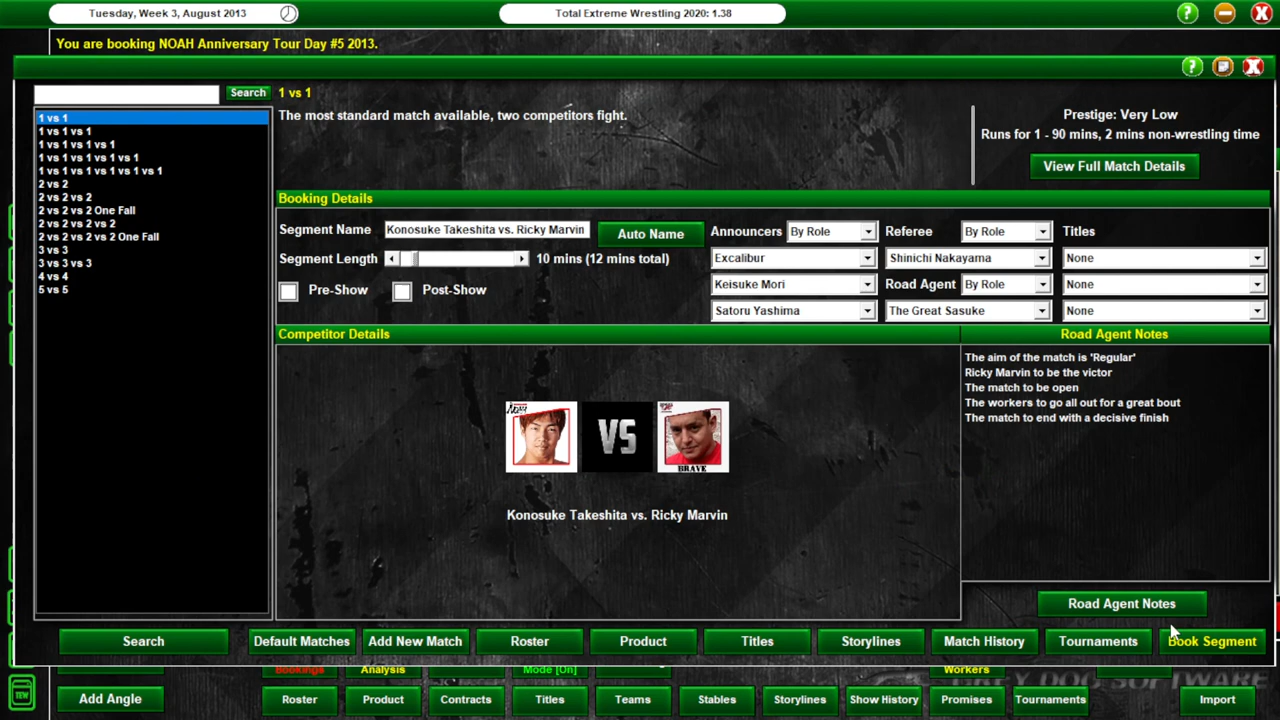 Tuesday, Week 3, August 2013
Total Extreme Wrestling 2020: 1.38
You are booking NOAH Anniversary Tour Day #5 2013.
Search
1 vs 1
1 vs 1
1 vs 1 vs 1
1 vs 1 vs 1 vs 1
1 vs 1 vs 1 vs 1 vs 1
1 vs 1 vs 1 vs 1 vs 1 vs 1
2 vs 2
2 vs 2 vs 2
2 vs 2 vs 2 One Fall
2 vs 2 vs 2 vs 2
2 vs 2 vs 2 vs 2 One Fall
3 vs 3
3 vs 3 vs 3
4 vs 4
5 vs 5
The most standard match available, two competitors fight.
Prestige: Very Low
Runs for 1 - 90 mins, 2 mins non-wrestling time
View Full Match Details
Booking Details
Segment Name
Konosuke Takeshita vs. Ricky Marvin
Auto Name
Segment Length
10 mins (12 mins total)
Pre-Show
Post-Show
Announcers
By Role
Excalibur
Keisuke Mori
Satoru Yashima
Referee
By Role
Shinichi Nakayama
Road Agent
By Role
The Great Sasuke
Titles
None
None
None
Competitor Details
VS
BRAVE
Konosuke Takeshita vs. Ricky Marvin
Road Agent Notes
The aim of the match is 'Regular'
Ricky Marvin to be the victor
The match to be open
The workers to go all out for a great bout
The match to end with a decisive finish
Road Agent Notes
Search
Default Matches
Add New Match
Roster
Product
Titles
Storylines
Match History
Tournaments
Book Segment
Bookings
Analysis
Mode [On]
Workers
TEW
Add Angle
Roster
Product
Contracts
Titles
Teams
Stables
Storylines
Show History
Promises
Tournaments
Import